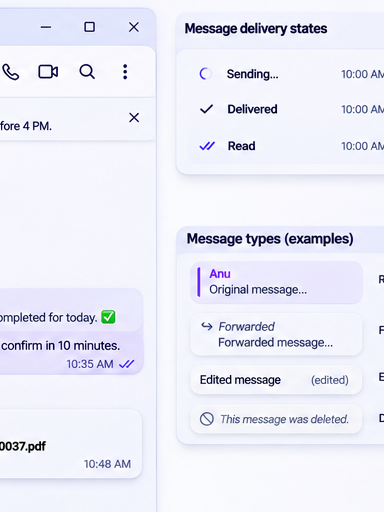 fore 4 PM.
ompleted for today. ✅
confirm in 10 minutes.
10:35 AM
0037.pdf
10:48 AM
Message delivery states
Sending... 10:00 AM
Delivered 10:00 AM
Read 10:00 AM
Message types (examples)
Anu
Original message...
R
Forwarded
Forwarded message...
F
Edited message (edited)
E
This message was deleted.
D